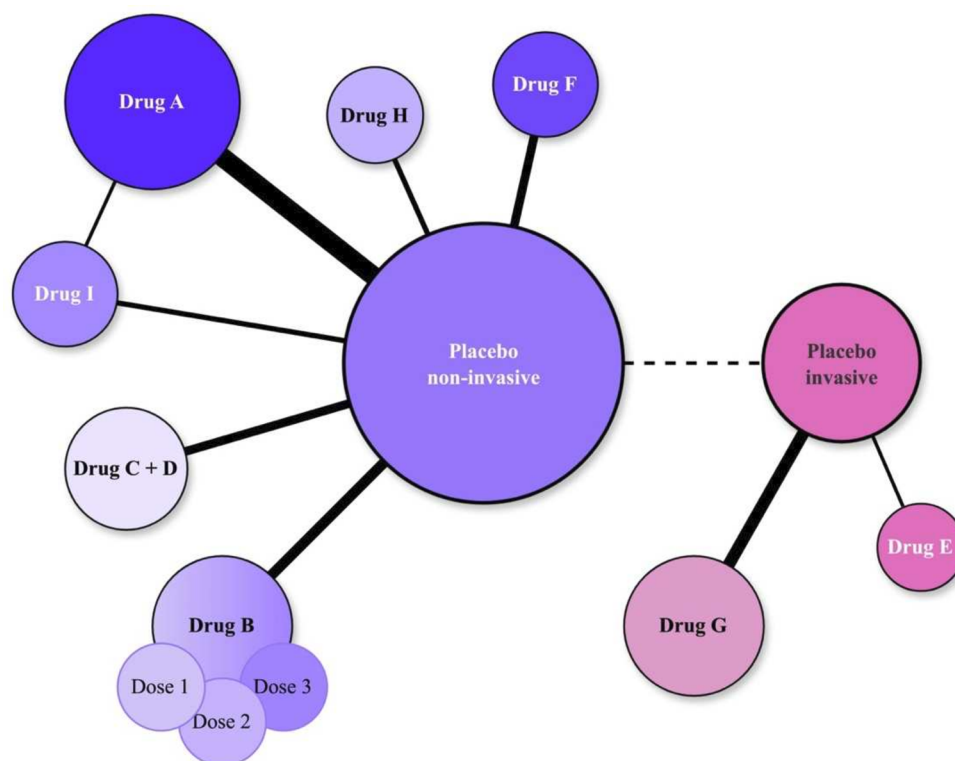 Drug A
Drug H
Drug F
Drug I
Placebo
non-invasive
Placebo
invasive
Drug C + D
Drug E
Drug B
Drug G
Dose 1
Dose 3
Dose 2